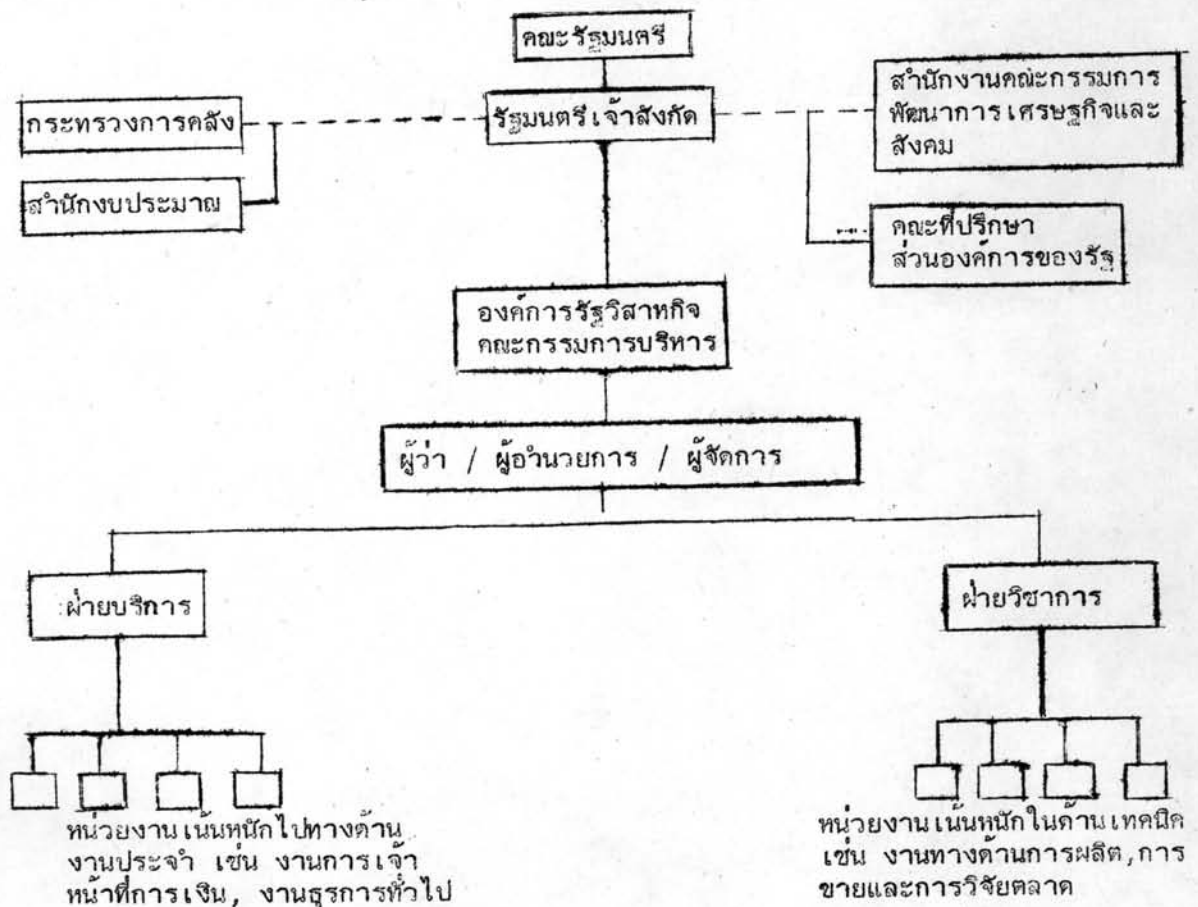 คณะรัฐมนตรี
กระทรวงการคลัง
รัฐมนตรีเจ้าสังกัด
สำนักงานคณะกรรมการ
พัฒนาการเศรษฐกิจและ
สังคม
สำนักงบประมาณ
คณะที่ปรึกษา
ส่วนองค์การของรัฐ
องค์การรัฐวิสาหกิจ
คณะกรรมการบริหาร
ผู้ว่า / ผู้อำนวยการ / ผู้จัดการ
ฝ่ายบริการ
ฝ่ายวิชาการ
หน่วยงานเน้นหนักไปทางด้าน
งานประจำ เช่น งานการเจ้า
หน้าที่การเงิน, งานธุรการทั่วไป
หน่วยงานเน้นหนักในด้านเทคนิค
เช่น งานทางด้านการผลิต,การ
ขายและการวิจัยตลาด